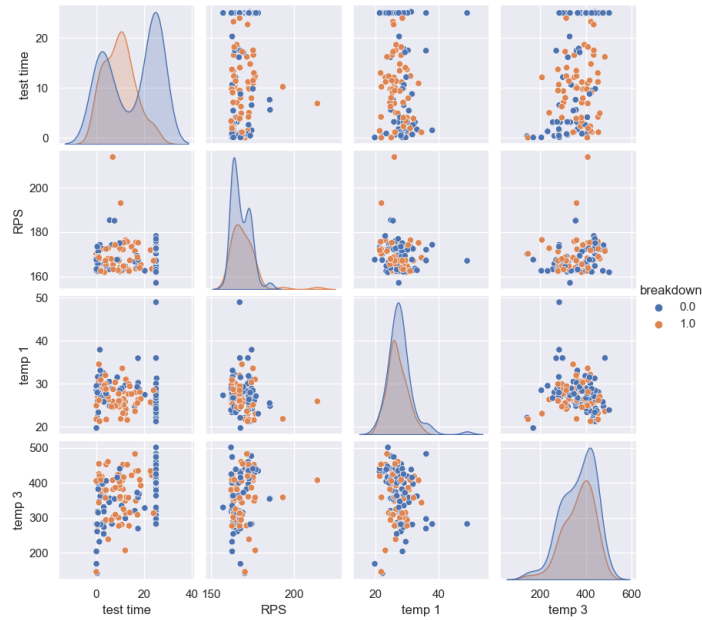 test time
20
10
0
RPS
200
180
160
temp 1
50
40
30
20
temp 3
500
400
300
200
0 20 40
test time
150 200
RPS
20 40
temp 1
200 400 600
temp 3
breakdown
0.0
1.0